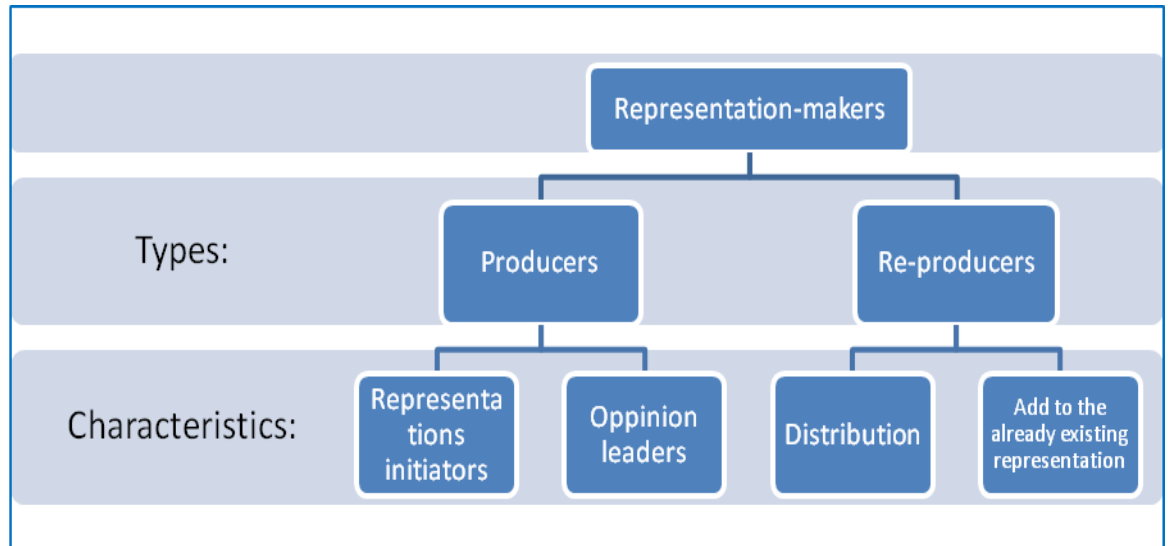 Representation-makers
Types:
Producers
Re-producers
Characteristics:
Representa
tions
initiators
Oppinion
leaders
Distribution
Add to the
already existing
representation